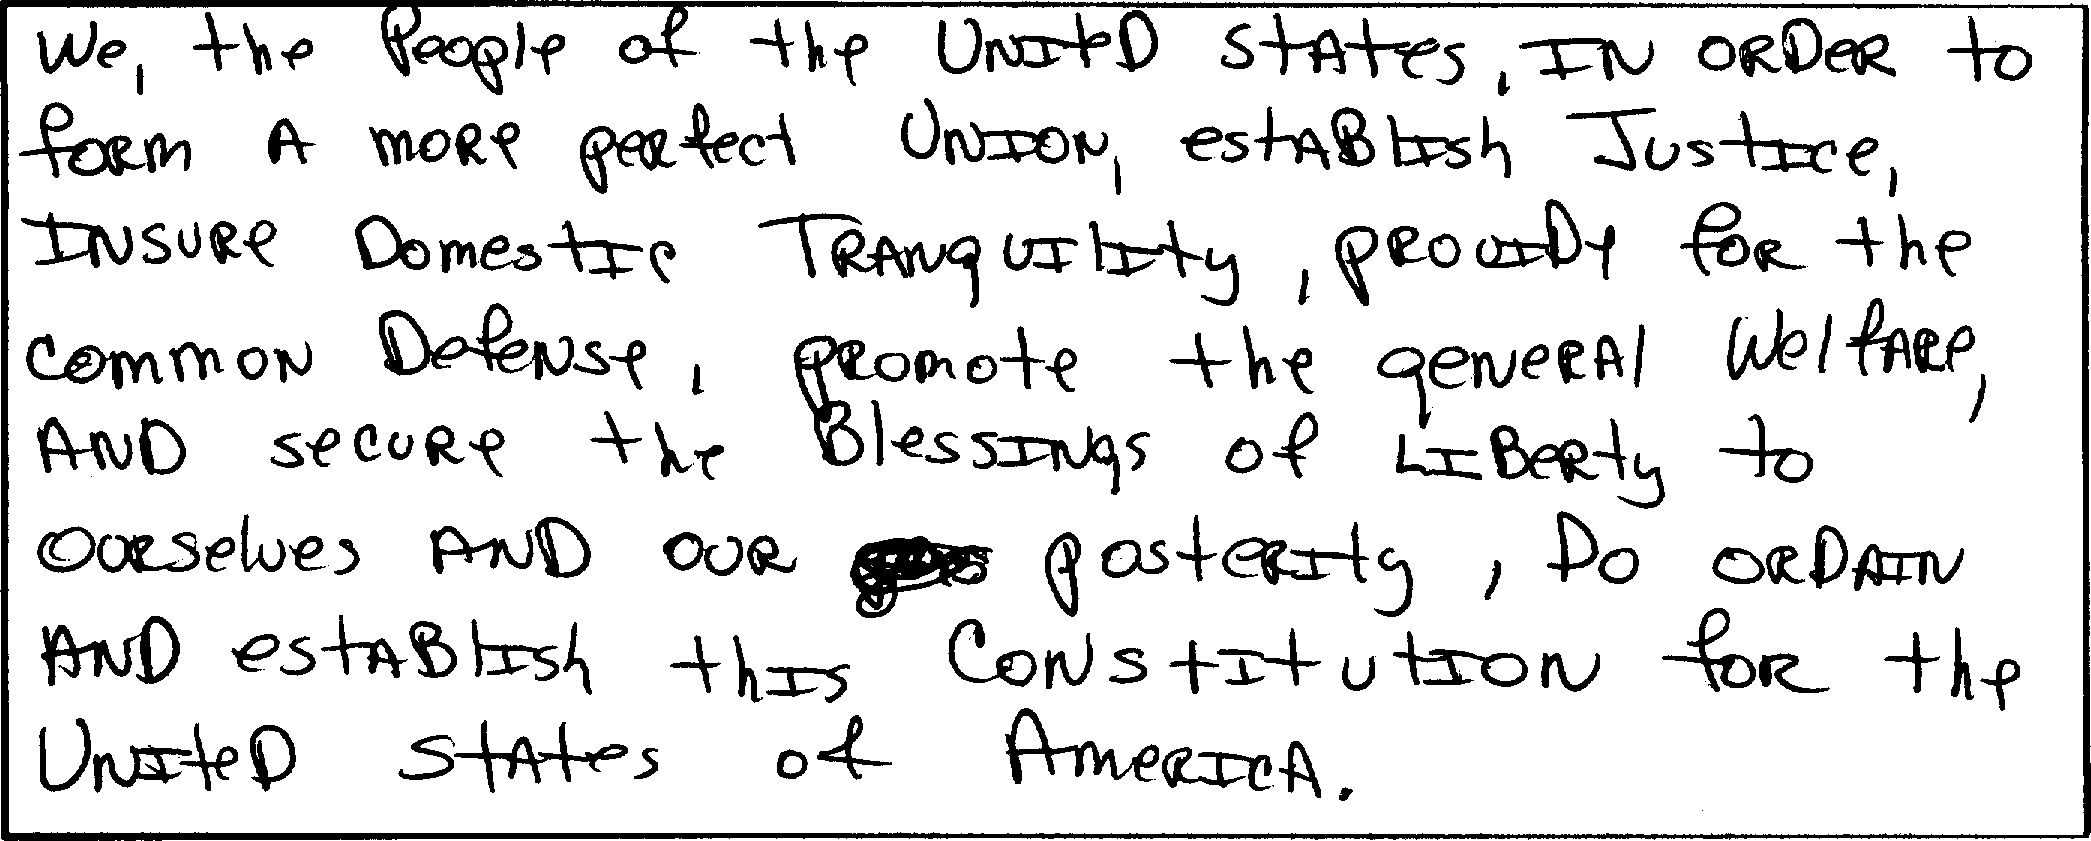 We, the People of the United States, in order to
form a more perfect Union, establish Justice,
insure Domestic Tranquility, provide for the
common Defense, promote the general Welfare,
and secure the Blessings of Liberty to
ourselves and our posterity, do ordain
and establish this Constitution for the
United States of America.